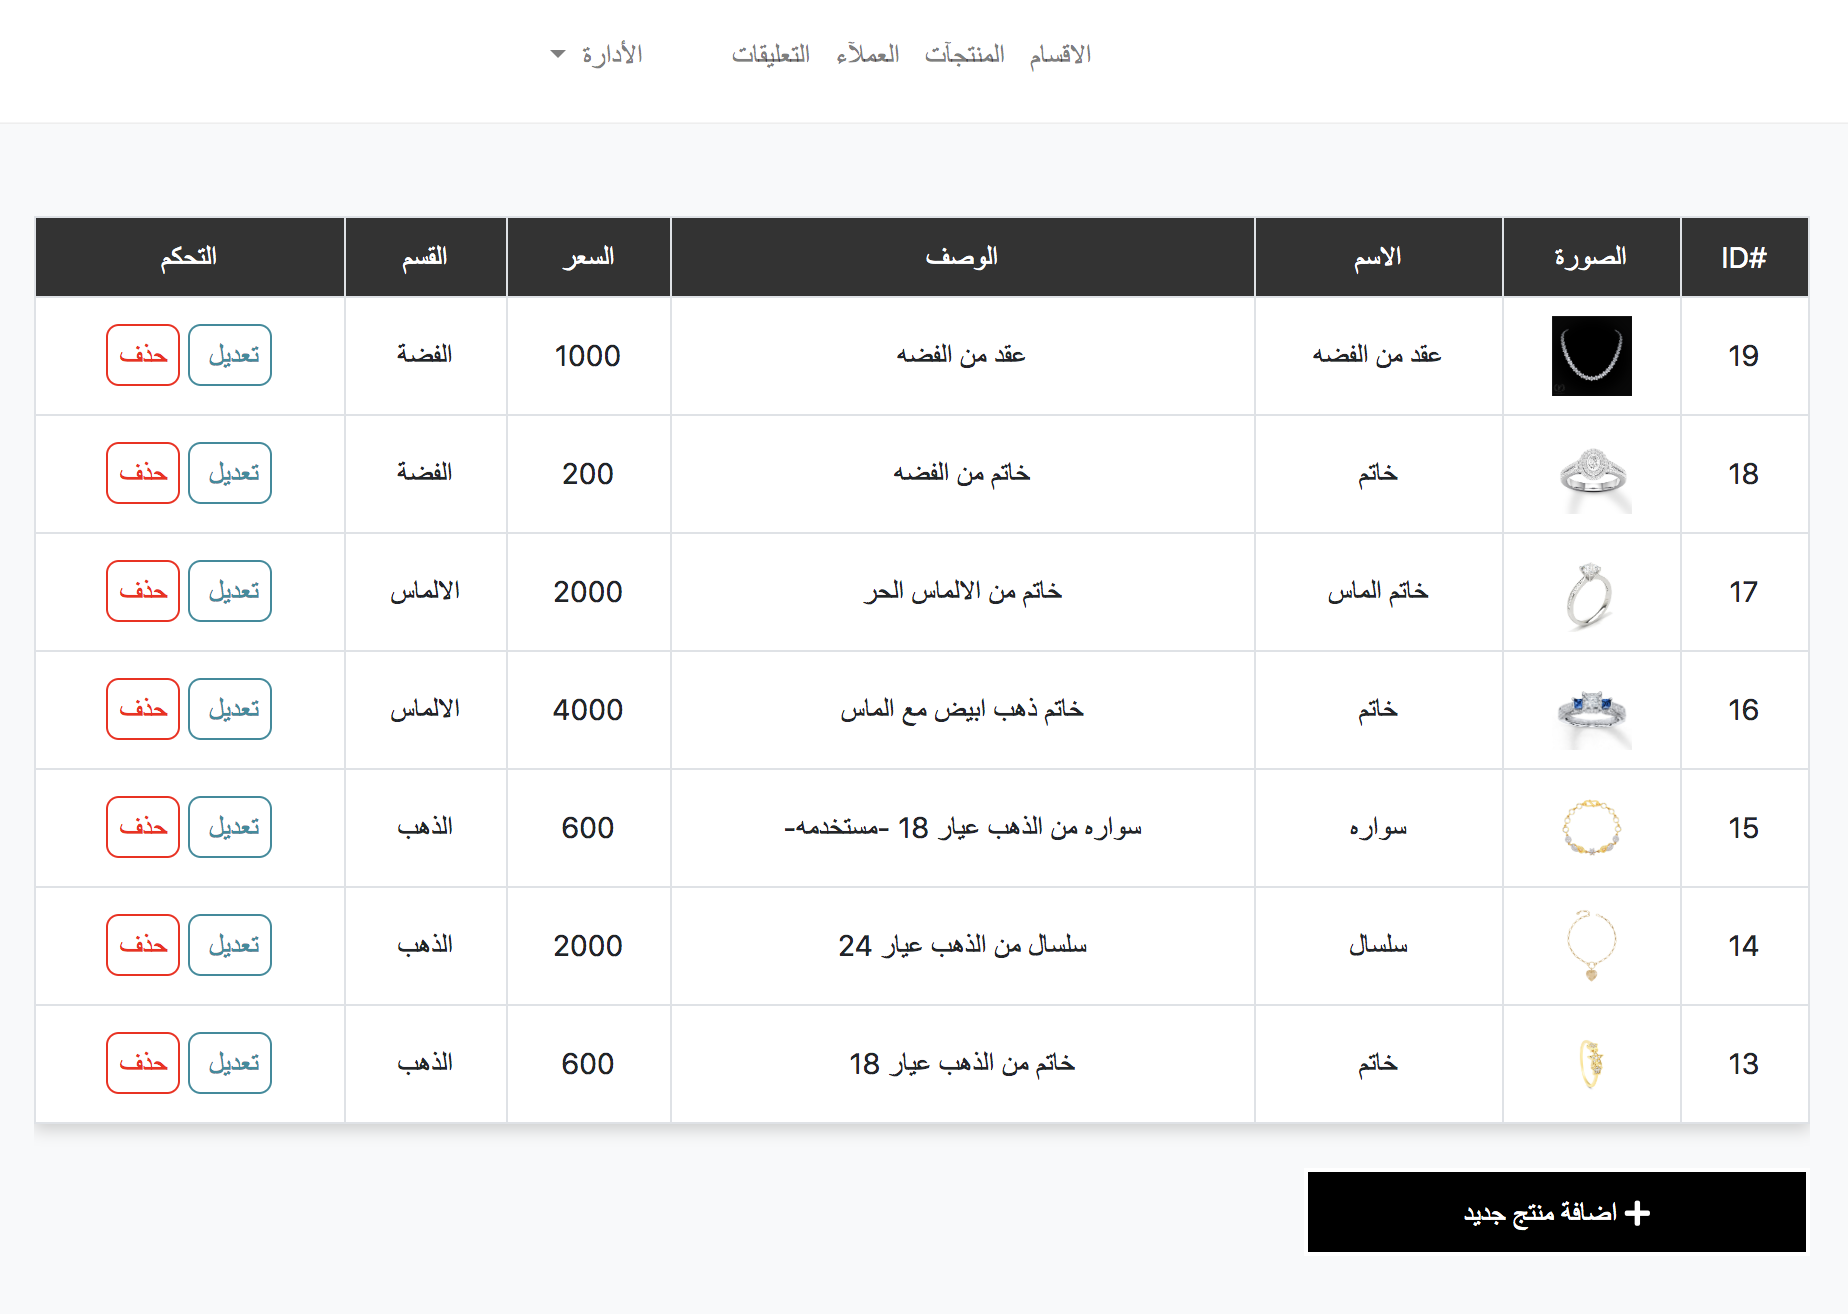 الاقسام المنتجآت العملآء التعليقات الأدارة
ID# الصورة الاسم الوصف السعر القسم التحكم
19 عقد من الفضه عقد من الفضه 1000 الفضة تعديل حذف
18 خاتم خاتم من الفضه 200 الفضة تعديل حذف
17 خاتم الماس خاتم من الالماس الحر 2000 الالماس تعديل حذف
16 خاتم خاتم ذهب ابيض مع الماس 4000 الالماس تعديل حذف
15 سواره سواره من الذهب عيار 18 -مستخدمه- 600 الذهب تعديل حذف
14 سلسال سلسال من الذهب عيار 24 2000 الذهب تعديل حذف
13 خاتم خاتم من الذهب عيار 18 600 الذهب تعديل حذف
اضافة منتج جديد